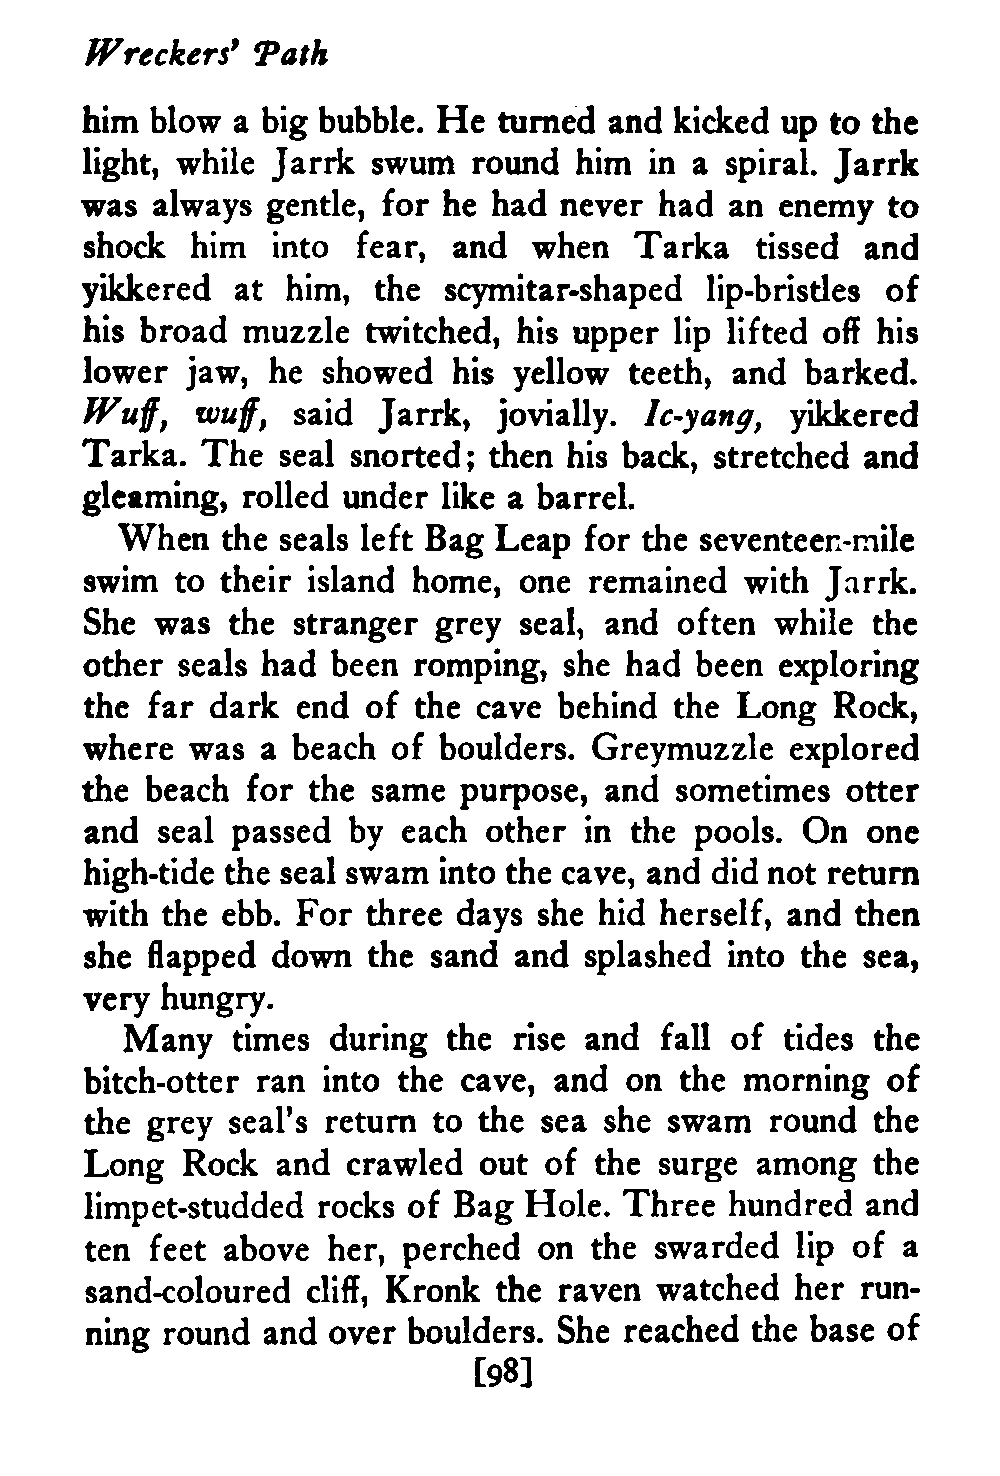 Wreckers' Path
him blow a big bubble. He turned and kicked up to the
light, while Jarrk swum round him in a spiral. Jarrk
was always gentle, for he had never had an enemy to
shock him into fear, and when Tarka tissed and
yikkered at him, the scymitar-shaped lip-bristles of
his broad muzzle twitched, his upper lip lifted off his
lower jaw, he showed his yellow teeth, and barked.
Wuff, wuff, said Jarrk, jovially. Ic-yang, yikkered
Tarka. The seal snorted; then his back, stretched and
gleaming, rolled under like a barrel.
When the seals left Bag Leap for the seventeen-mile
swim to their island home, one remained with Jarrk.
She was the stranger grey seal, and often while the
other seals had been romping, she had been exploring
the far dark end of the cave behind the Long Rock,
where was a beach of boulders. Greymuzzle explored
the beach for the same purpose, and sometimes otter
and seal passed by each other in the pools. On one
high-tide the seal swam into the cave, and did not return
with the ebb. For three days she hid herself, and then
she flapped down the sand and splashed into the sea,
very hungry.
Many times during the rise and fall of tides the
bitch-otter ran into the cave, and on the morning of
the grey seal's return to the sea she swam round the
Long Rock and crawled out of the surge among the
limpet-studded rocks of Bag Hole. Three hundred and
ten feet above her, perched on the swarded lip of a
sand-coloured cliff, Kronk the raven watched her run-
ning round and over boulders. She reached the base of
[98]